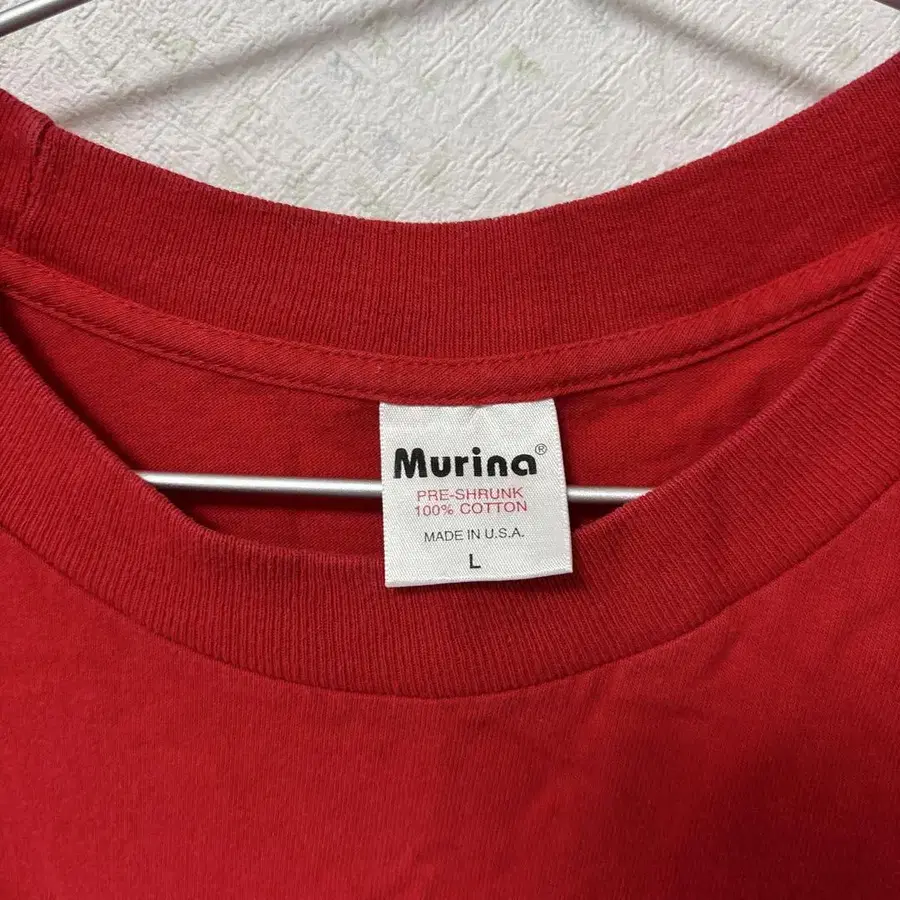 Murina®
PRE-SHRUNK
100% COTTON
MADE IN U.S.A.
L